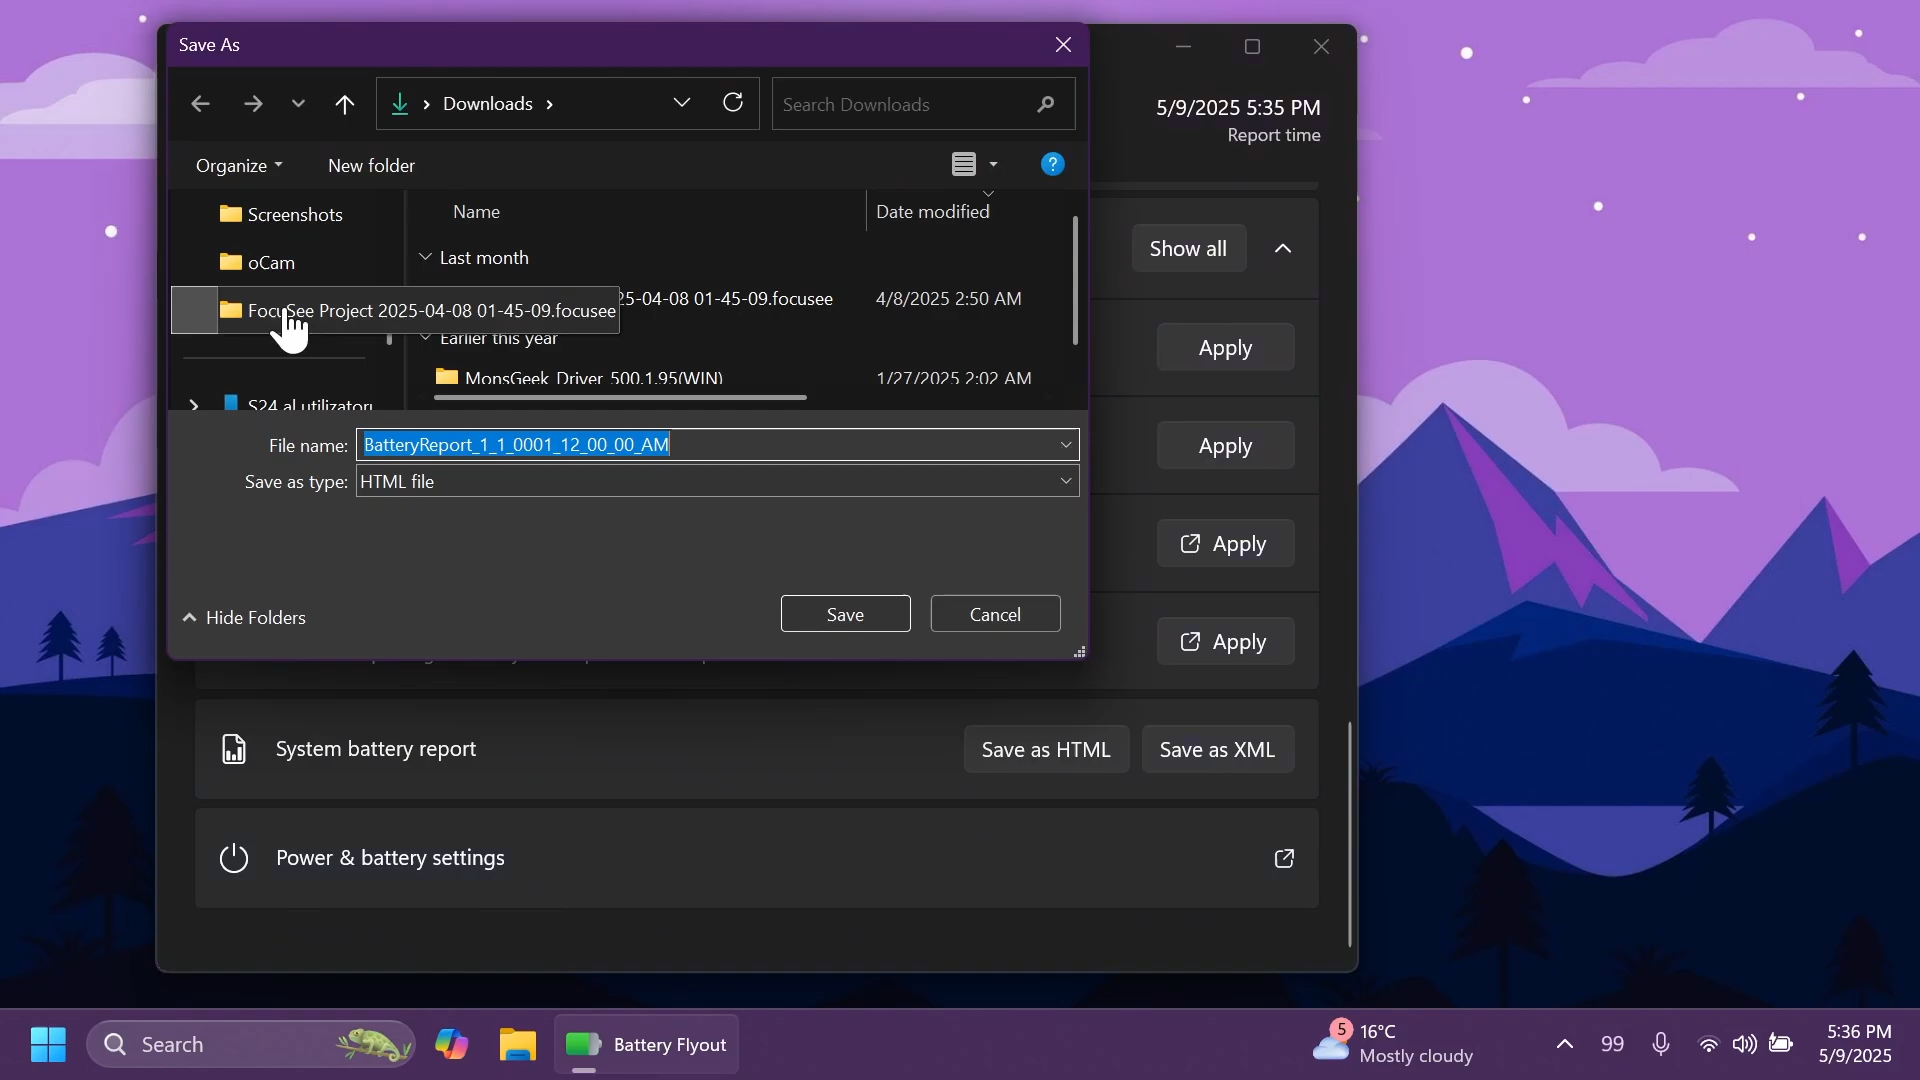 Save As
Downloads
Search Downloads
5/9/2025 5:35 PM
Report time
Organize
New folder
?
Screenshots
Name
Date modified
oCam
Last month
Show all
FocuSee Project 2025-04-08 01-45-09.focusee
25-04-08 01-45-09.focusee
4/8/2025 2:50 AM
Earlier this year
Apply
MonsGeek Driver 500.1.95(WIN)
1/27/2025 2:02 AM
S24 al utilizatoru
File name:
BatteryReport_1_1_0001_12_00_00_AM
Apply
Save as type:
HTML file
Apply
Hide Folders
Save
Cancel
Apply
System battery report
Save as HTML
Save as XML
Power & battery settings
Search
Battery Flyout
5
16°C
Mostly cloudy
99
5:36 PM
5/9/2025